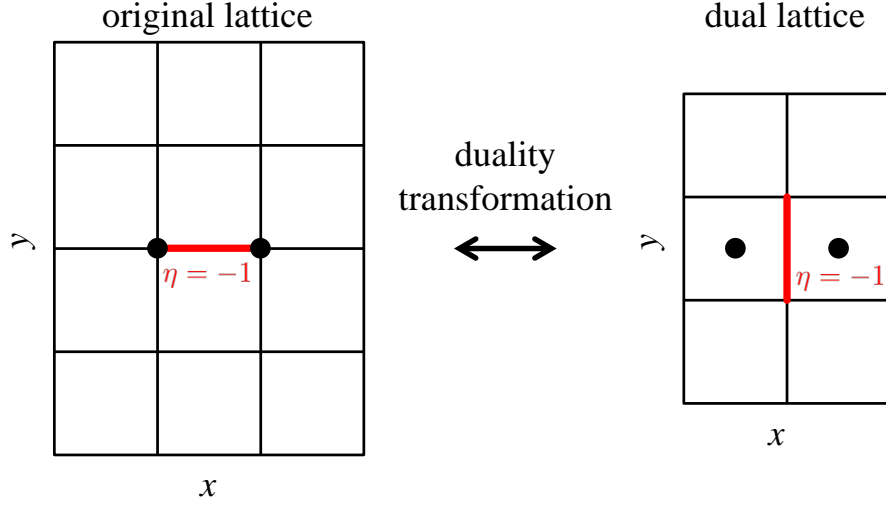 original lattice
dual lattice
duality
transformation
y
η = −1
y
η = −1
x
x